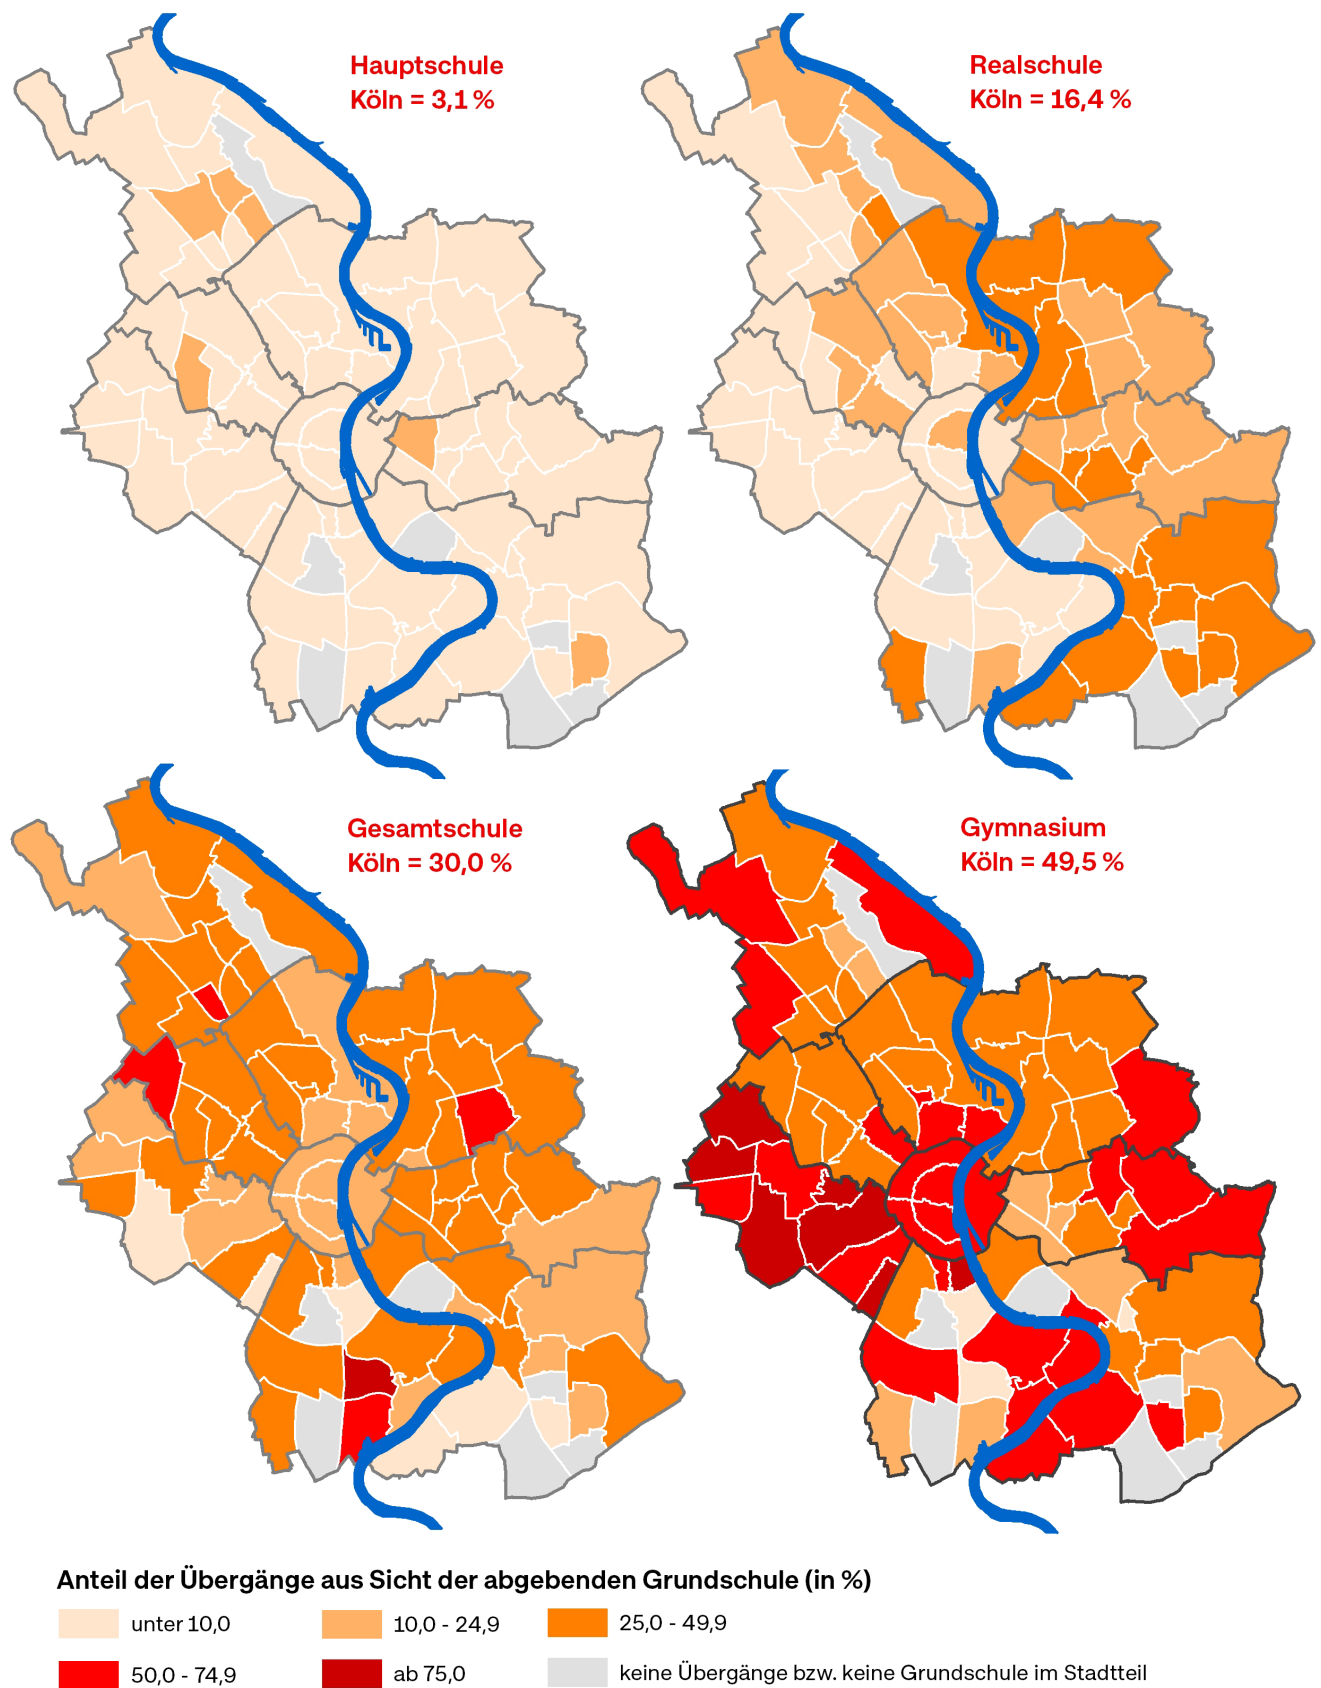 Hauptschule
Köln = 3,1 %
Realschule
Köln = 16,4 %
Gesamtschule
Köln = 30,0 %
Gymnasium
Köln = 49,5 %
Anteil der Übergänge aus Sicht der abgebenden Grundschule (in %)
unter 10,0
10,0 - 24,9
25,0 - 49,9
50,0 - 74,9
ab 75,0
keine Übergänge bzw. keine Grundschule im Stadtteil